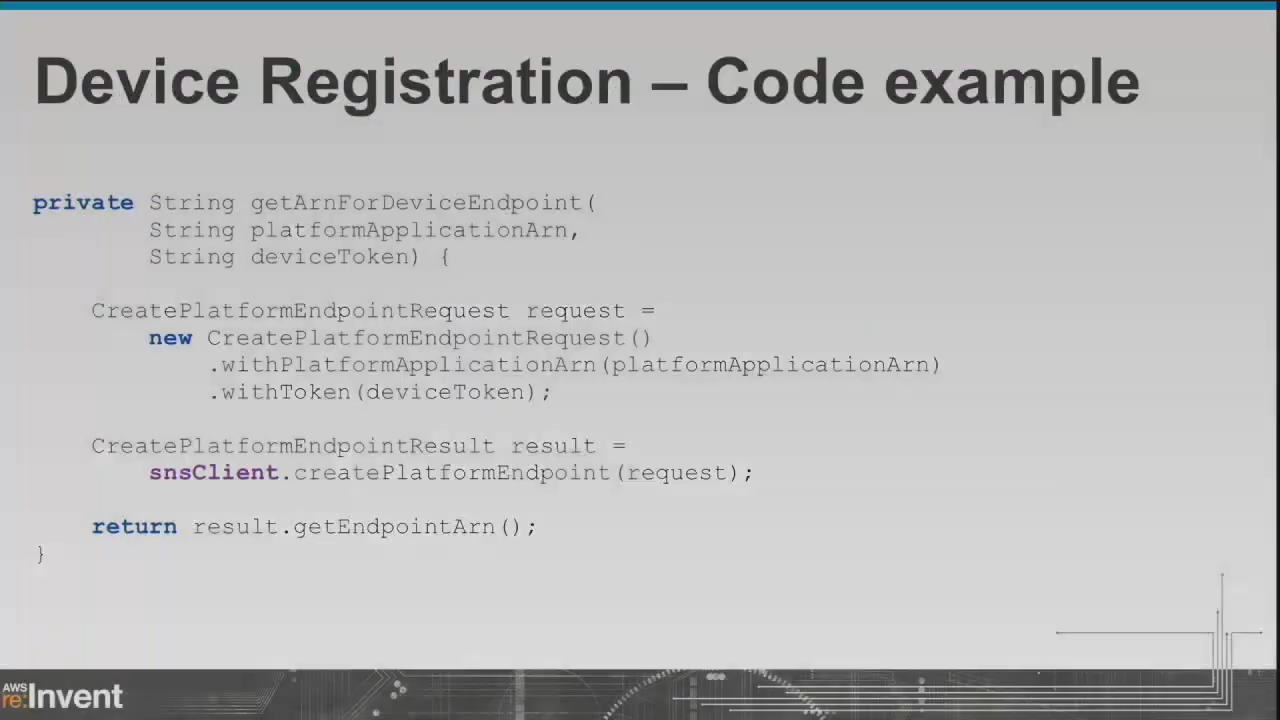 Device Registration – Code example
private String getArnForDeviceEndpoint(
String platformApplicationArn,
String deviceToken) {
CreatePlatformEndpointRequest request =
new CreatePlatformEndpointRequest()
.withPlatformApplicationArn(platformApplicationArn)
.withToken(deviceToken);
CreatePlatformEndpointResult result =
snsClient.createPlatformEndpoint(request);
return result.getEndpointArn();
}
AWS
re:Invent